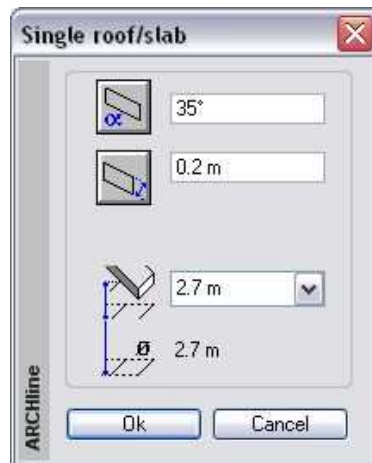 Single roof/slab
α
35°
0.2 m
2.7 m
Ø 2.7 m
ARCHline
Ok
Cancel